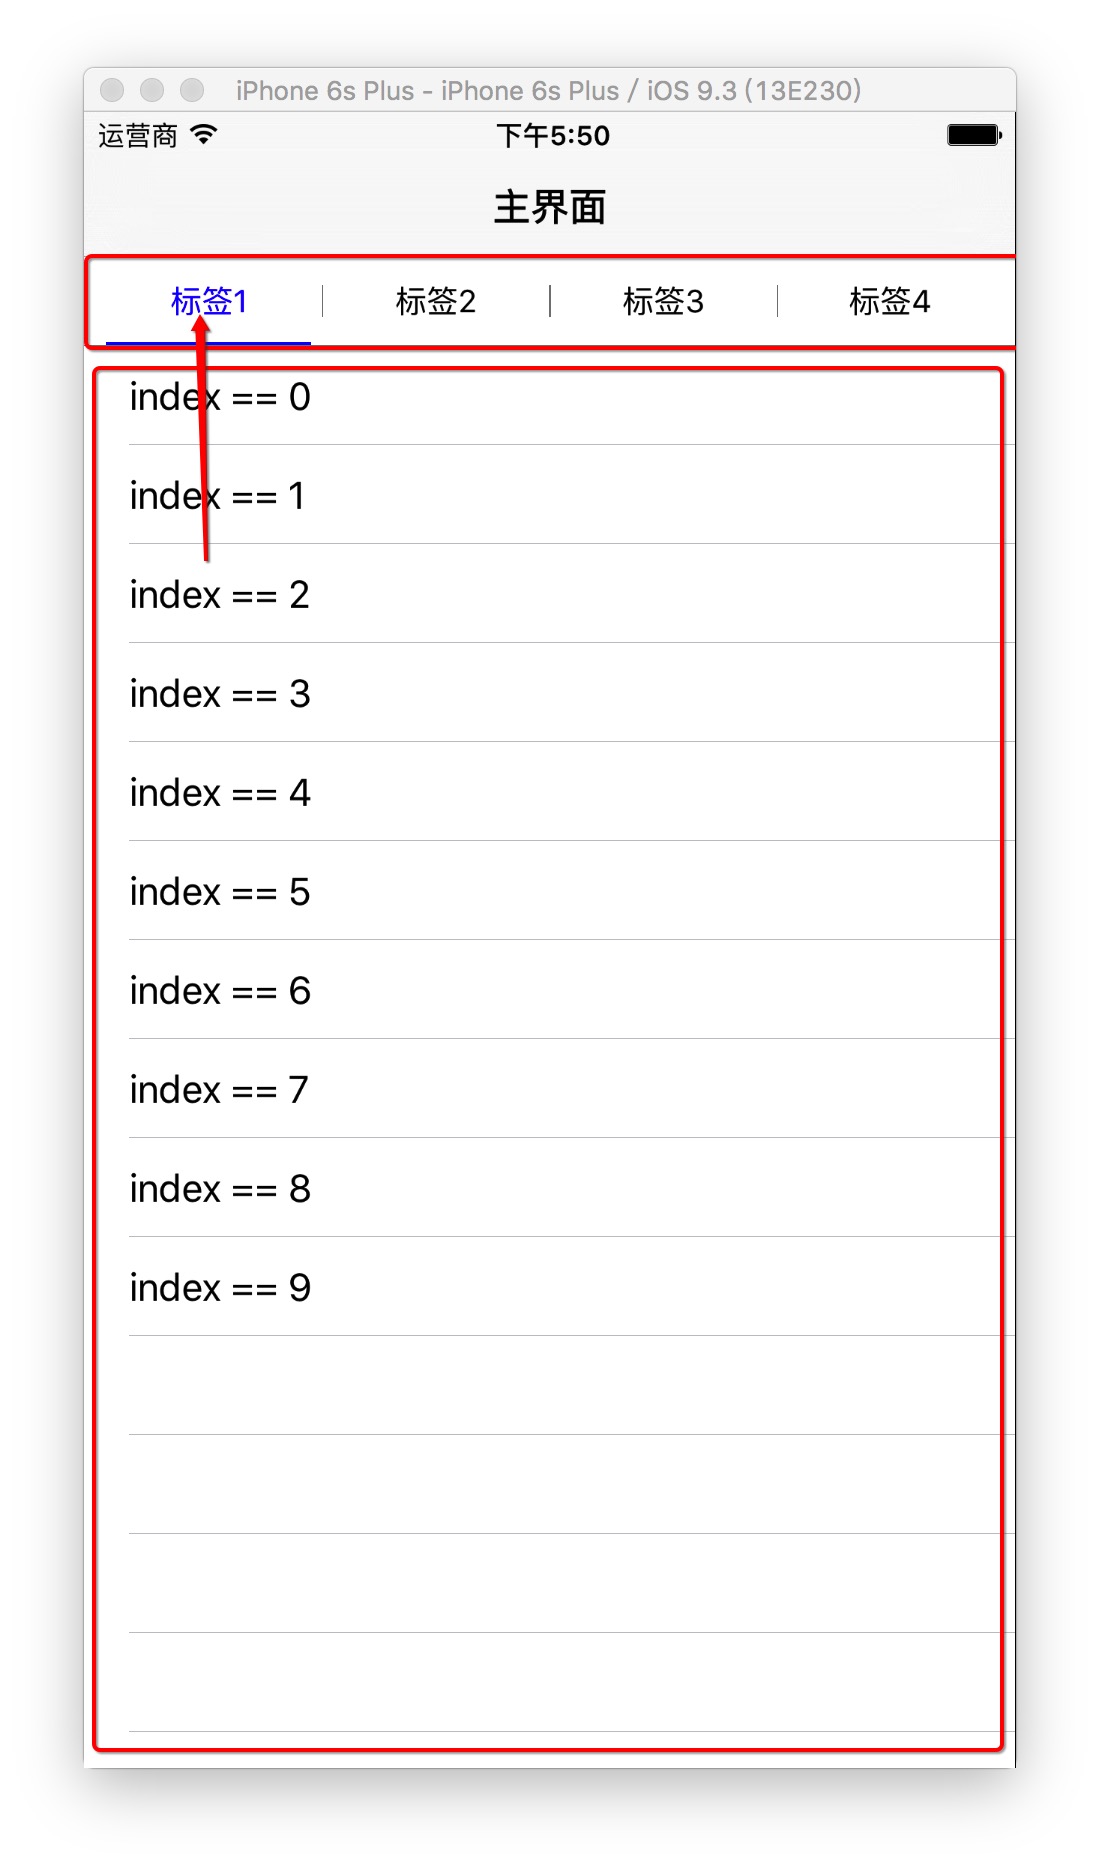 iPhone 6s Plus - iPhone 6s Plus / iOS 9.3 (13E230)
运营商 下午5:50
主界面
标签1 标签2 标签3 标签4
index == 0
index == 1
index == 2
index == 3
index == 4
index == 5
index == 6
index == 7
index == 8
index == 9